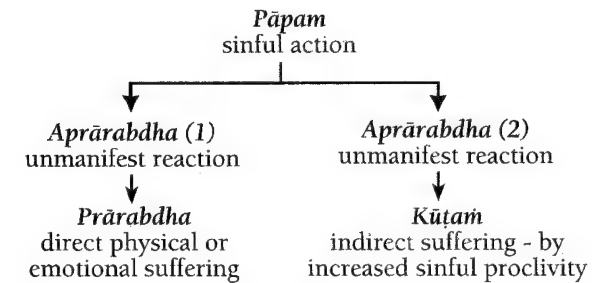 Pāpam
sinful action
Aprārabdha (1)
unmanifest reaction
Aprārabdha (2)
unmanifest reaction
Prārabdha
direct physical or
emotional suffering
Kūṭaṁ
indirect suffering - by
increased sinful proclivity